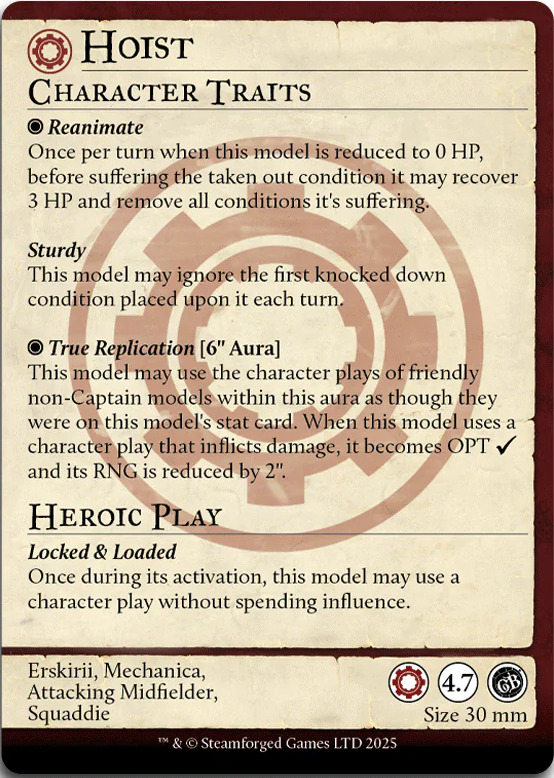 Hoist
Character Traits
Reanimate
Once per turn when this model is reduced to 0 HP,
before suffering the taken out condition it may recover
3 HP and remove all conditions it's suffering.
Sturdy
This model may ignore the first knocked down
condition placed upon it each turn.
True Replication [6" Aura]
This model may use the character plays of friendly
non-Captain models within this aura as though they
were on this model's stat card. When this model uses a
character play that inflicts damage, it becomes OPT ✓
and its RNG is reduced by 2".
Heroic Play
Locked & Loaded
Once during its activation, this model may use a
character play without spending influence.
Erskirii, Mechanica,
Attacking Midfielder,
Squaddie
4.7 GB
Size 30 mm
™ & © Steamforged Games LTD 2025